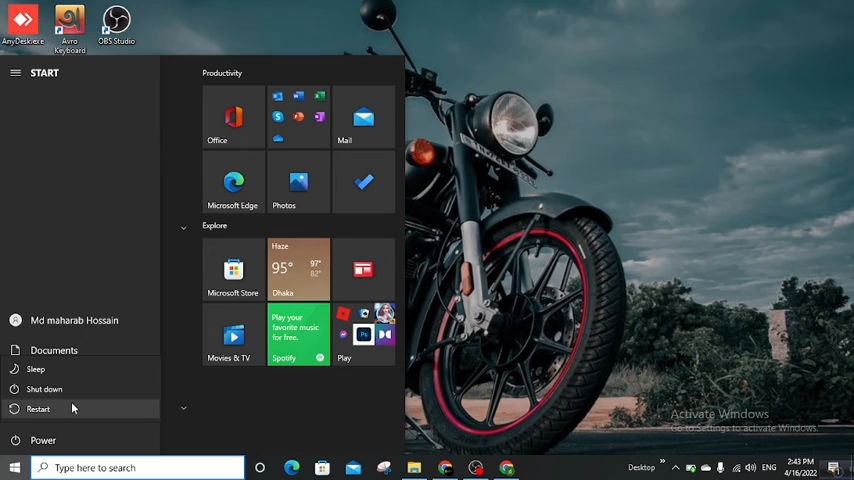 AnyDesk.exe
Avro
Keyboard
OBS Studio
START
Productivity
Office
Mail
Microsoft Edge
Photos
Explore
Microsoft Store
Haze
95°
97°
82°
Dhaka
Movies & TV
Play your
favorite music
for free.
Spotify
Play
Md maharab Hossain
Documents
Sleep
Shut down
Restart
Power
Type here to search
Activate Windows
Go to Settings to activate Windows.
Desktop
ENG
2:43 PM
4/16/2022